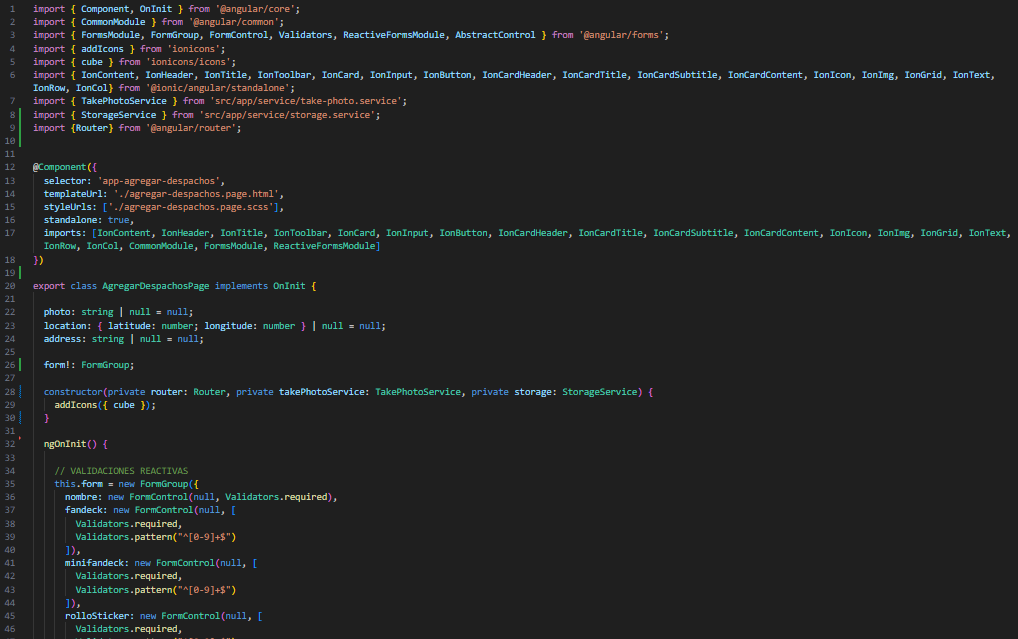 1 import { Component, OnInit } from '@angular/core';
2 import { CommonModule } from '@angular/common';
3 import { FormsModule, FormGroup, FormControl, Validators, ReactiveFormsModule, AbstractControl } from '@angular/forms';
4 import { addIcons } from 'ionicons';
5 import { cube } from 'ionicons/icons';
6 import { IonContent, IonHeader, IonTitle, IonToolbar, IonCard, IonInput, IonButton, IonCardHeader, IonCardTitle, IonCardSubtitle, IonCardContent, IonIcon, IonImg, IonGrid, IonText,
IonRow, IonCol} from '@ionic/angular/standalone';
7 import { TakePhotoService } from 'src/app/service/take-photo.service';
8 import { StorageService } from 'src/app/service/storage.service';
9 import {Router} from '@angular/router';
10
11
12 @Component({
13 selector: 'app-agregar-despachos',
14 templateUrl: './agregar-despachos.page.html',
15 styleUrls: ['./agregar-despachos.page.scss'],
16 standalone: true,
17 imports: [IonContent, IonHeader, IonTitle, IonToolbar, IonCard, IonInput, IonButton, IonCardHeader, IonCardTitle, IonCardSubtitle, IonCardContent, IonIcon, IonImg, IonGrid, IonText,
IonRow, IonCol, CommonModule, FormsModule, ReactiveFormsModule]
18 })
19
20 export class AgregarDespachosPage implements OnInit {
21
22 photo: string | null = null;
23 location: { latitude: number; longitude: number } | null = null;
24 address: string | null = null;
25
26 form!: FormGroup;
27
28 constructor(private router: Router, private takePhotoService: TakePhotoService, private storage: StorageService) {
29 addIcons({ cube });
30 }
31
32 ngOnInit() {
33
34 // VALIDACIONES REACTIVAS
35 this.form = new FormGroup({
36 nombre: new FormControl(null, Validators.required),
37 fandeck: new FormControl(null, [
38 Validators.required,
39 Validators.pattern("^[0-9]+$")
40 ]),
41 minifandeck: new FormControl(null, [
42 Validators.required,
43 Validators.pattern("^[0-9]+$")
44 ]),
45 rolloSticker: new FormControl(null, [
46 Validators.required,